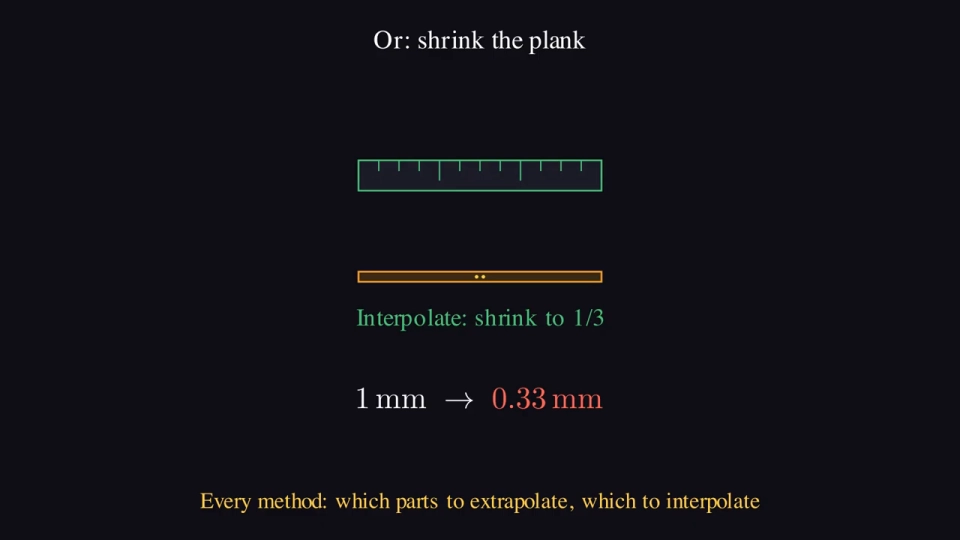 Or: shrink the plank
Interpolate: shrink to 1/3
1 mm → 0.33 mm
Every method: which parts to extrapolate, which to interpolate